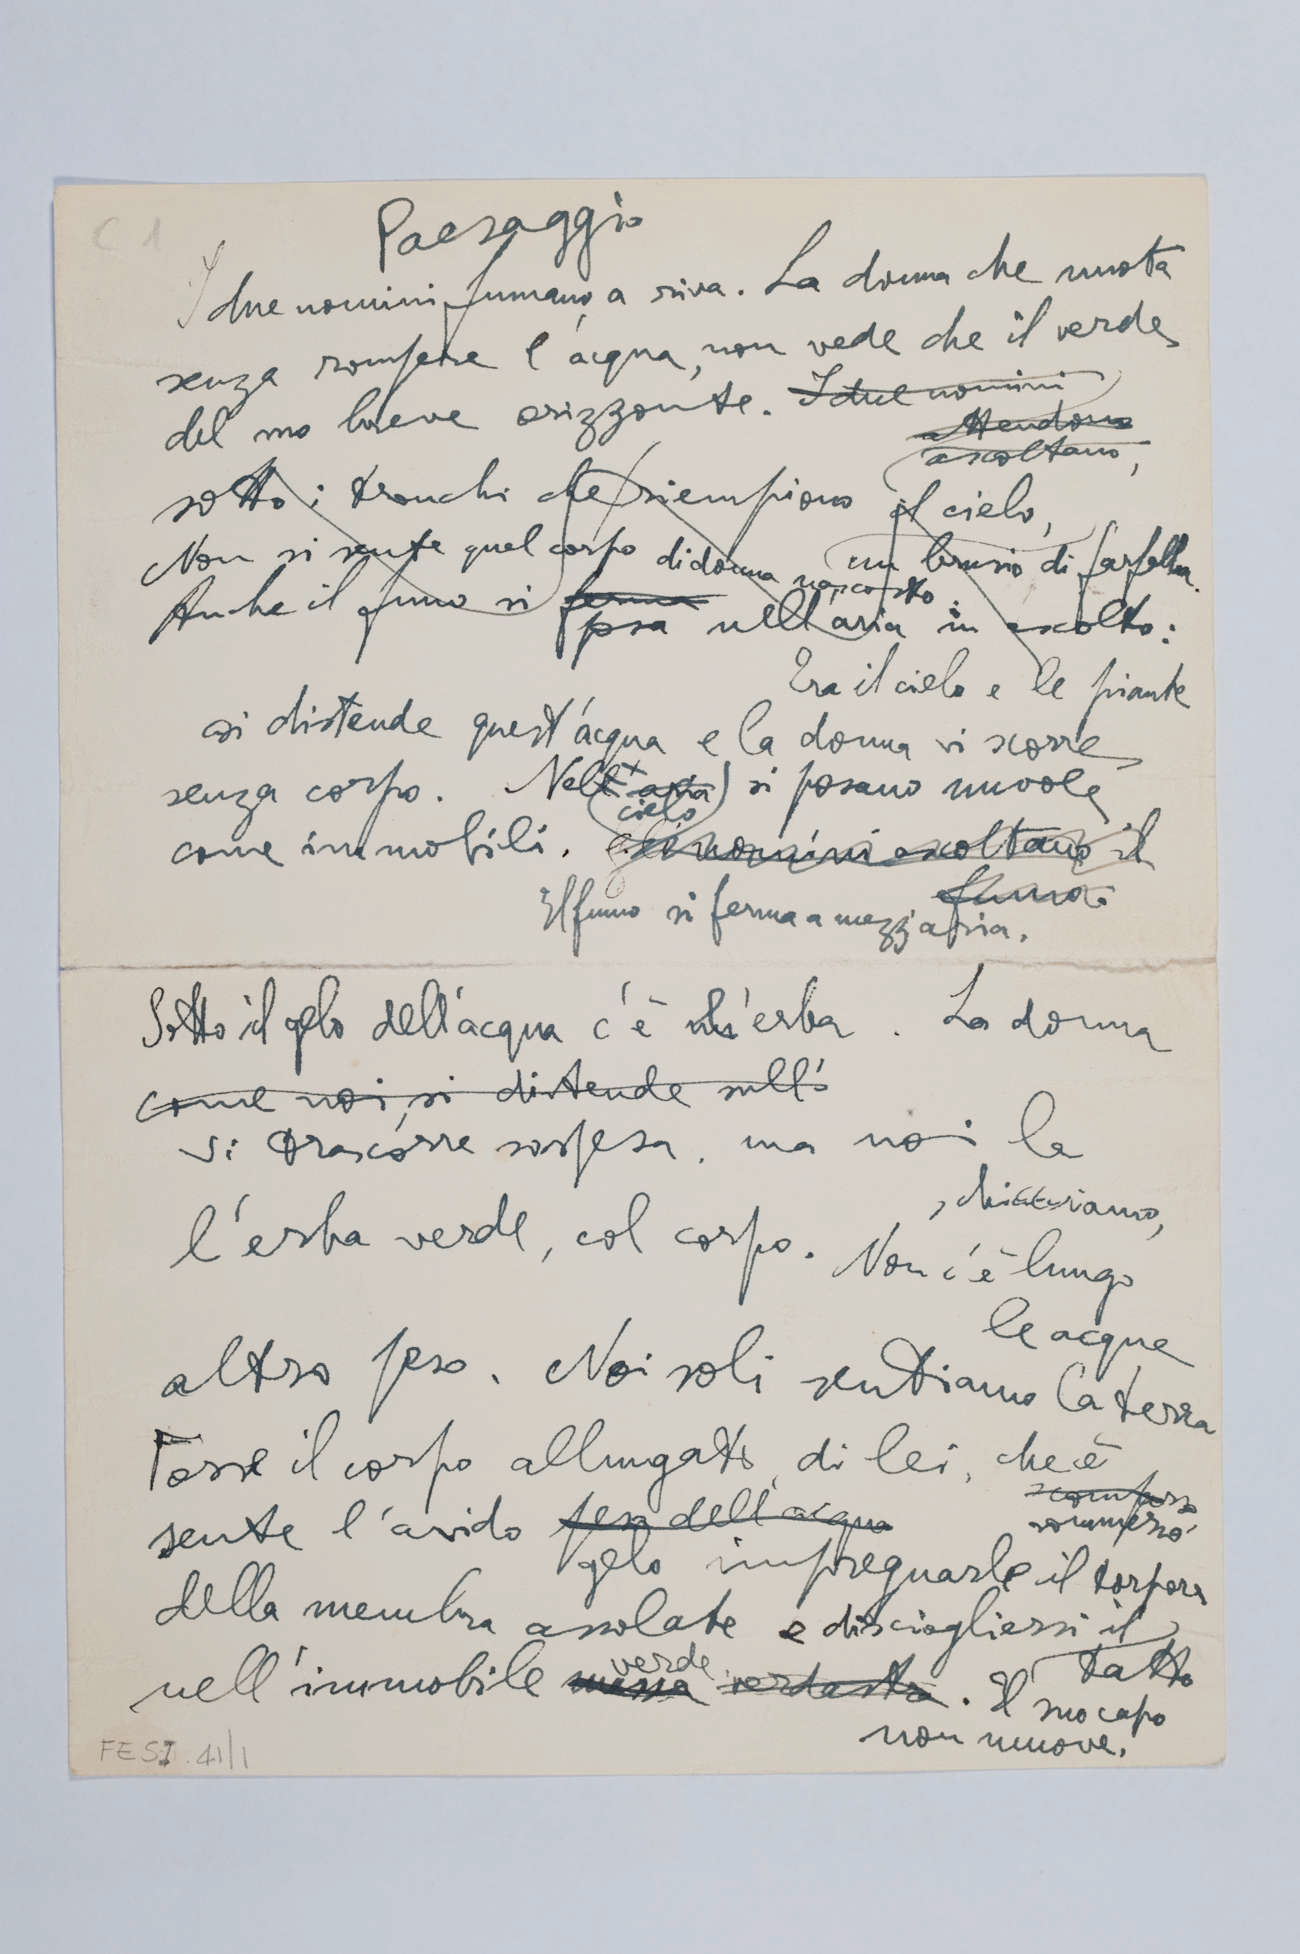 C 1
Paesaggio
I due uomini fumano a riva. La donna che nuota
senza rompere l'acqua, non vede che il verde
del suo breve orizzonte. I due uomini
attendono
ascoltano,
sotto i tronchi che riempiono il cielo,
Non si sente quel corpo di donna nascosto: un brusio di farfalla.
Anche il fumo si ferma
posa nell'aria in ascolto:
Tra il cielo e le piante
si distende quest'acqua e la donna vi scorre
senza corpo. Nell'aria si posano nuvole
cielo
come immobili. Gli uomini ascoltano il
fumo.
Il fumo si ferma a mezz'aria.
Sotto il gelo dell'acqua c'è l'erba. La donna
come noi, si distende sull'
vi trascorre sospesa, ma noi la
, schiacciamo,
l'erba verde, col corpo. Non c'è lungo
le acque
altro peso. Noi soli sentiamo la terra
Forse il corpo allungato, di lei, che è
scomparso
sommerso
sente l'avido peso dell'acqua
gelo impregnarle il torpore
della membra assolate e disciogliersi il
tatto
nell'immobile verde. Il suo capo
non muove.
FESI.41/1